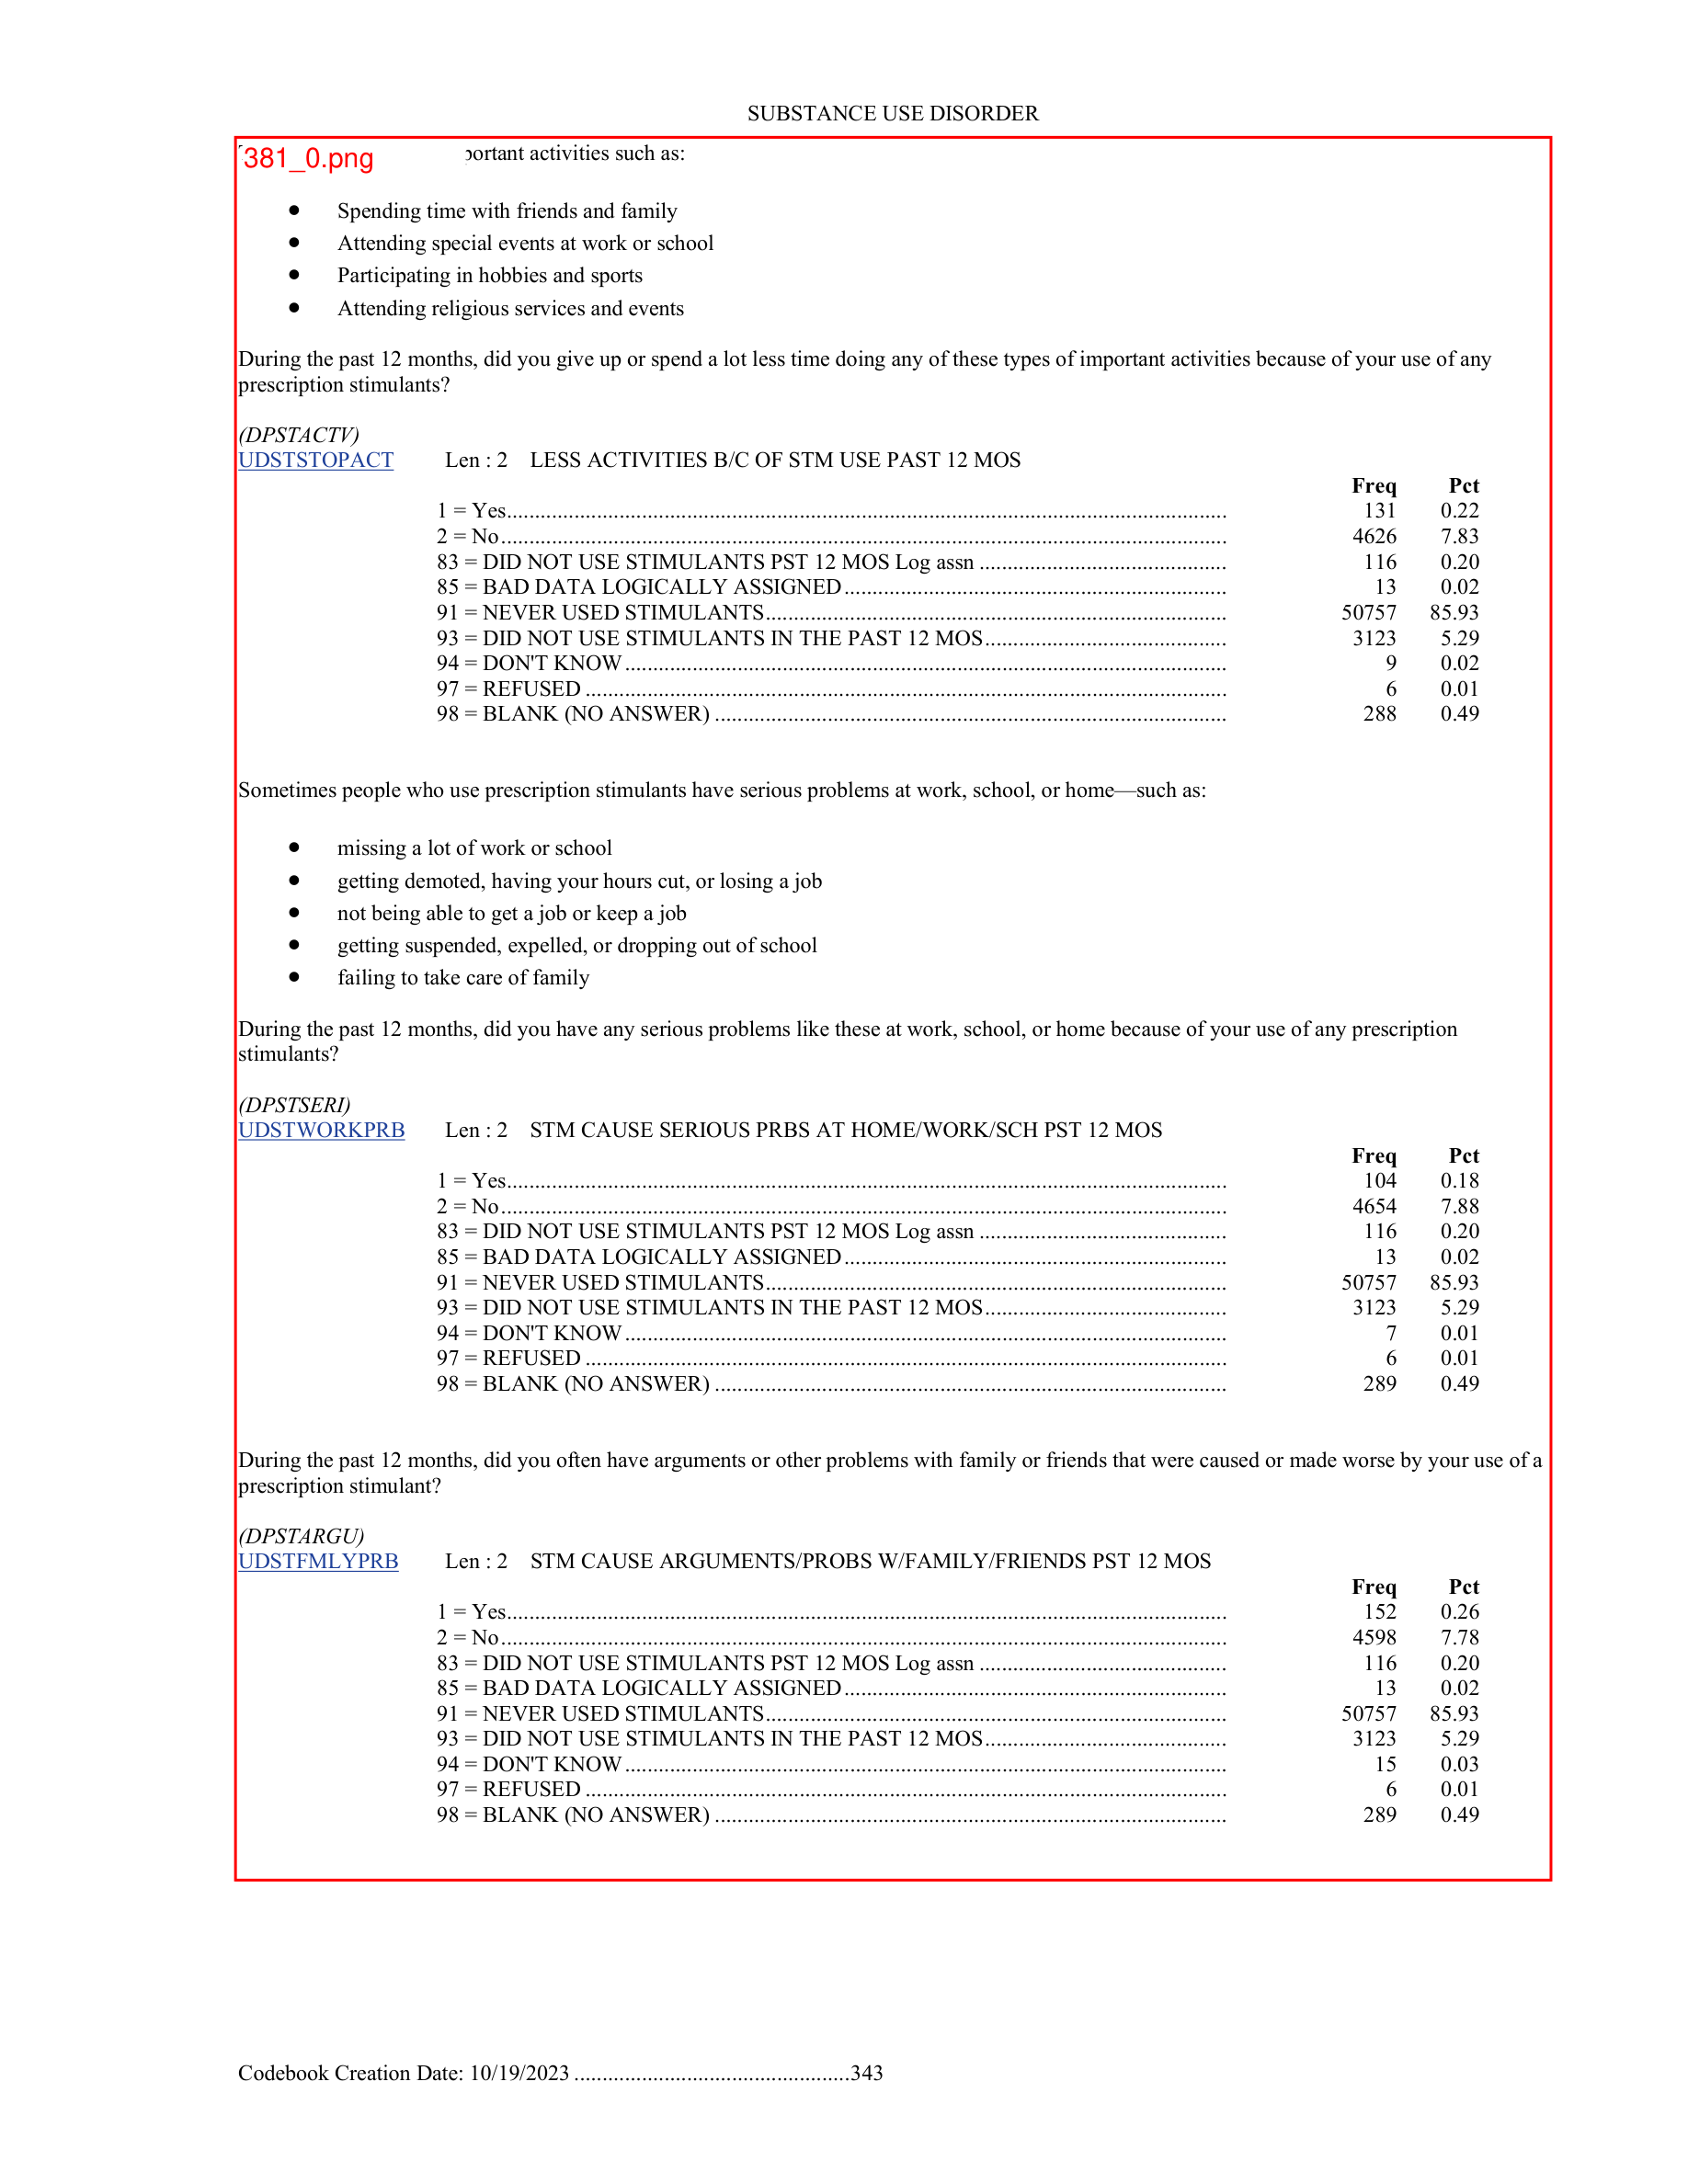 SUBSTANCE USE DISORDER
381_0.png
activities such as:
● Spending time with friends and family
● Attending special events at work or school
● Participating in hobbies and sports
● Attending religious services and events
During the past 12 months, did you give up or spend a lot less time doing any of these types of important activities because of your use of any
prescription stimulants?
(DPSTACTV)
UDSTSTOPACT Len : 2 LESS ACTIVITIES B/C OF STM USE PAST 12 MOS
Freq Pct
1 = Yes 131 0.22
2 = No 4626 7.83
83 = DID NOT USE STIMULANTS PST 12 MOS Log assn 116 0.20
85 = BAD DATA LOGICALLY ASSIGNED 13 0.02
91 = NEVER USED STIMULANTS 50757 85.93
93 = DID NOT USE STIMULANTS IN THE PAST 12 MOS 3123 5.29
94 = DON'T KNOW 9 0.02
97 = REFUSED 6 0.01
98 = BLANK (NO ANSWER) 288 0.49
Sometimes people who use prescription stimulants have serious problems at work, school, or home—such as:
● missing a lot of work or school
● getting demoted, having your hours cut, or losing a job
● not being able to get a job or keep a job
● getting suspended, expelled, or dropping out of school
● failing to take care of family
During the past 12 months, did you have any serious problems like these at work, school, or home because of your use of any prescription
stimulants?
(DPSTSERI)
UDSTWORKPRB Len : 2 STM CAUSE SERIOUS PRBS AT HOME/WORK/SCH PST 12 MOS
Freq Pct
1 = Yes 104 0.18
2 = No 4654 7.88
83 = DID NOT USE STIMULANTS PST 12 MOS Log assn 116 0.20
85 = BAD DATA LOGICALLY ASSIGNED 13 0.02
91 = NEVER USED STIMULANTS 50757 85.93
93 = DID NOT USE STIMULANTS IN THE PAST 12 MOS 3123 5.29
94 = DON'T KNOW 7 0.01
97 = REFUSED 6 0.01
98 = BLANK (NO ANSWER) 289 0.49
During the past 12 months, did you often have arguments or other problems with family or friends that were caused or made worse by your use of a
prescription stimulant?
(DPSTARGU)
UDSTFMLYPRB Len : 2 STM CAUSE ARGUMENTS/PROBS W/FAMILY/FRIENDS PST 12 MOS
Freq Pct
1 = Yes 152 0.26
2 = No 4598 7.78
83 = DID NOT USE STIMULANTS PST 12 MOS Log assn 116 0.20
85 = BAD DATA LOGICALLY ASSIGNED 13 0.02
91 = NEVER USED STIMULANTS 50757 85.93
93 = DID NOT USE STIMULANTS IN THE PAST 12 MOS 3123 5.29
94 = DON'T KNOW 15 0.03
97 = REFUSED 6 0.01
98 = BLANK (NO ANSWER) 289 0.49
Codebook Creation Date: 10/19/2023 343